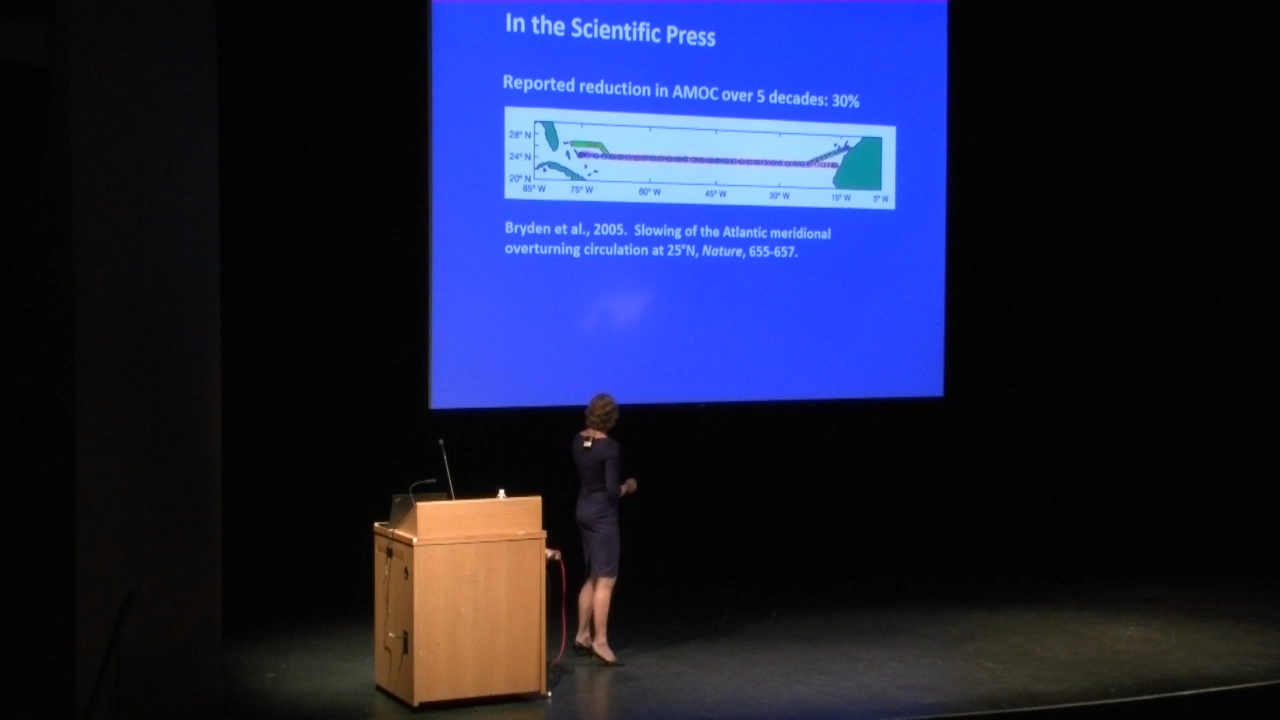 In the Scientific Press
Reported reduction in AMOC over 5 decades: 30%
28° N
24° N
20° N
85° W 75° W 60° W 45° W 30° W 15° W 5° W
Bryden et al., 2005. Slowing of the Atlantic meridional
overturning circulation at 25°N, Nature, 655-657.